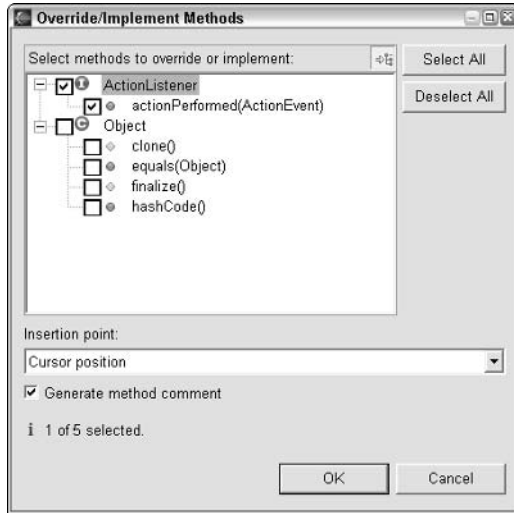 Override/Implement Methods
Select methods to override or implement:
Select All
Deselect All
ActionListener
actionPerformed(ActionEvent)
Object
clone()
equals(Object)
finalize()
hashCode()
Insertion point:
Cursor position
Generate method comment
i 1 of 5 selected.
OK
Cancel